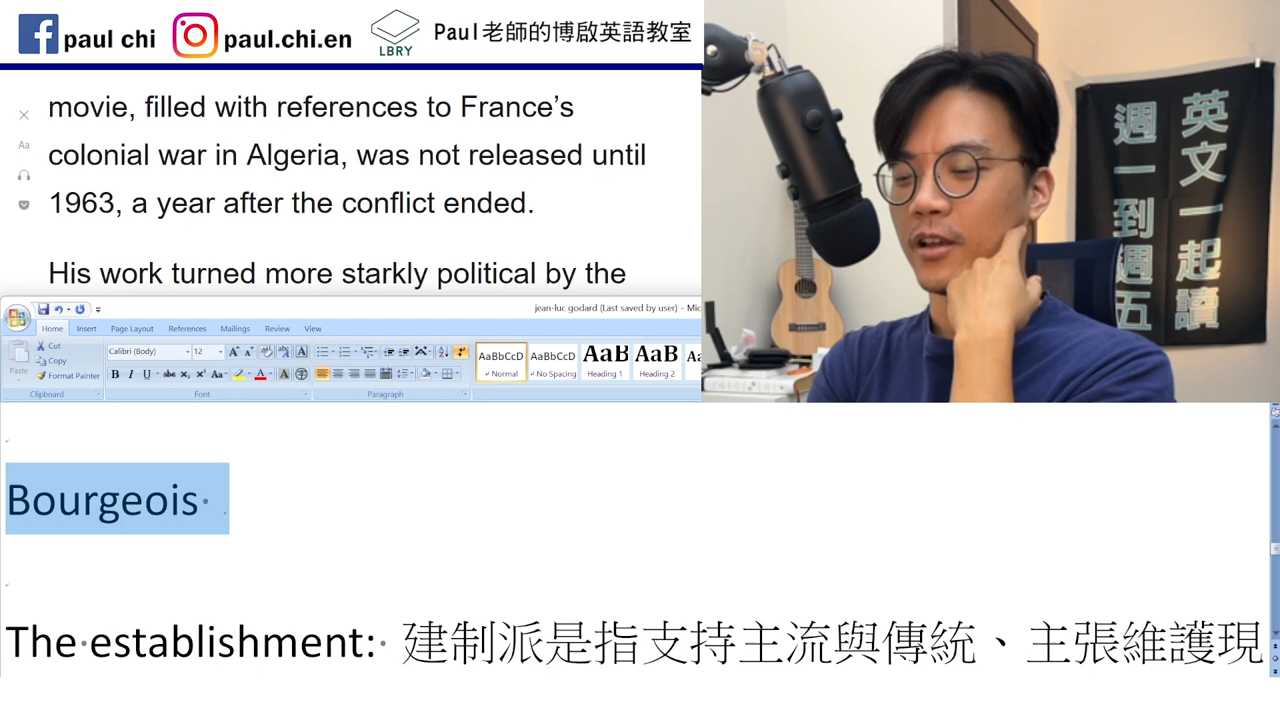 paul chi
paul.chi.en
LBRY
Paul老師的博啟英語教室
movie, filled with references to France's
colonial war in Algeria, was not released until
1963, a year after the conflict ended.
His work turned more starkly political by the
Aa
英文一起讀
週一到週五
jean-luc godard (Last saved by user) - Mic
Home Insert Page Layout References Mailings Review View
Paste
Cut
Copy
Format Painter
Clipboard
Calibri (Body) 12
Font
Paragraph
AaBbCcD AaBbCcD AaBb AaB Aa
Normal No Spacing Heading 1 Heading 2
Bourgeois
The establishment: 建制派是指支持主流與傳統、主張維護現